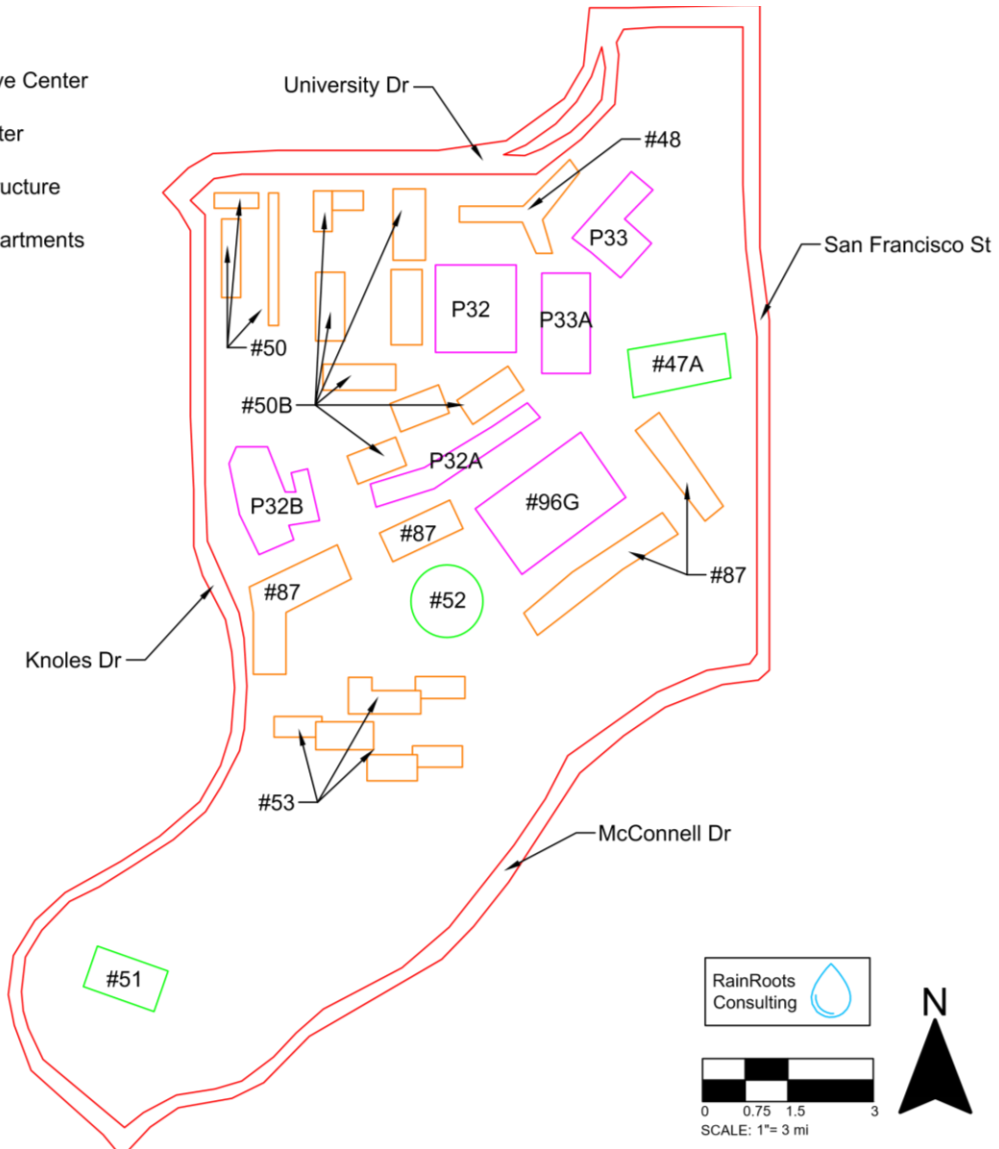 ve Center
ter
ucture
artments
University Dr
#48
P33
San Francisco St
P32
P33A
#50
#47A
#50B
P32A
P32B
#96G
#87
#87
#87
#52
Knoles Dr
#53
McConnell Dr
#51
RainRoots
Consulting
N
0 0.75 1.5 3
SCALE: 1"= 3 mi